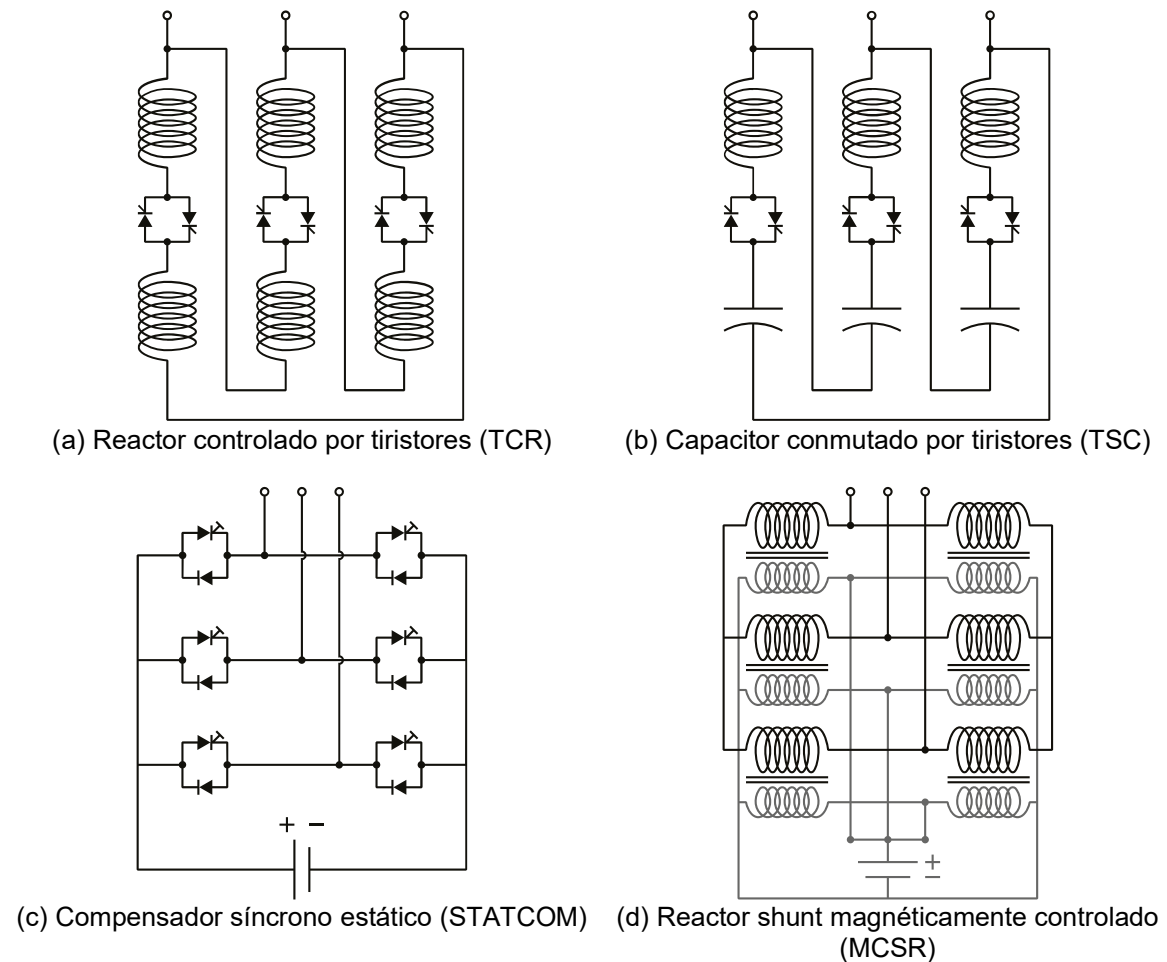 (a) Reactor controlado por tiristores (TCR)
(b) Capacitor conmutado por tiristores (TSC)
+ −
(c) Compensador síncrono estático (STATCOM)
+
−
(d) Reactor shunt magnéticamente controlado
(MCSR)